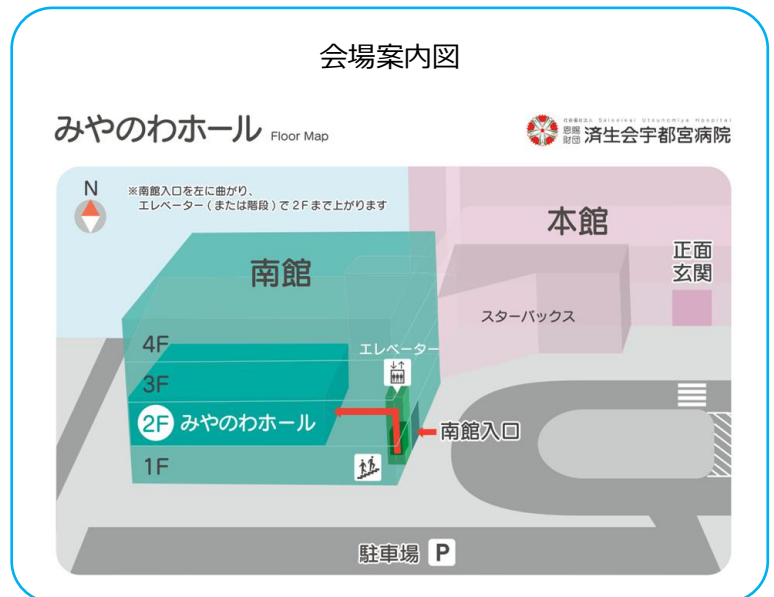 会場案内図
みやのわホール Floor Map
社会福祉法人 Saiseikai Utsunomiya Hospital
恩賜
財団 済生会宇都宮病院
N
※南館入口を左に曲がり、
エレベーター(または階段)で2Fまで上がります
本館
正面
玄関
南館
スターバックス
4F
エレベーター
3F
2F みやのわホール
南館入口
1F
駐車場 P